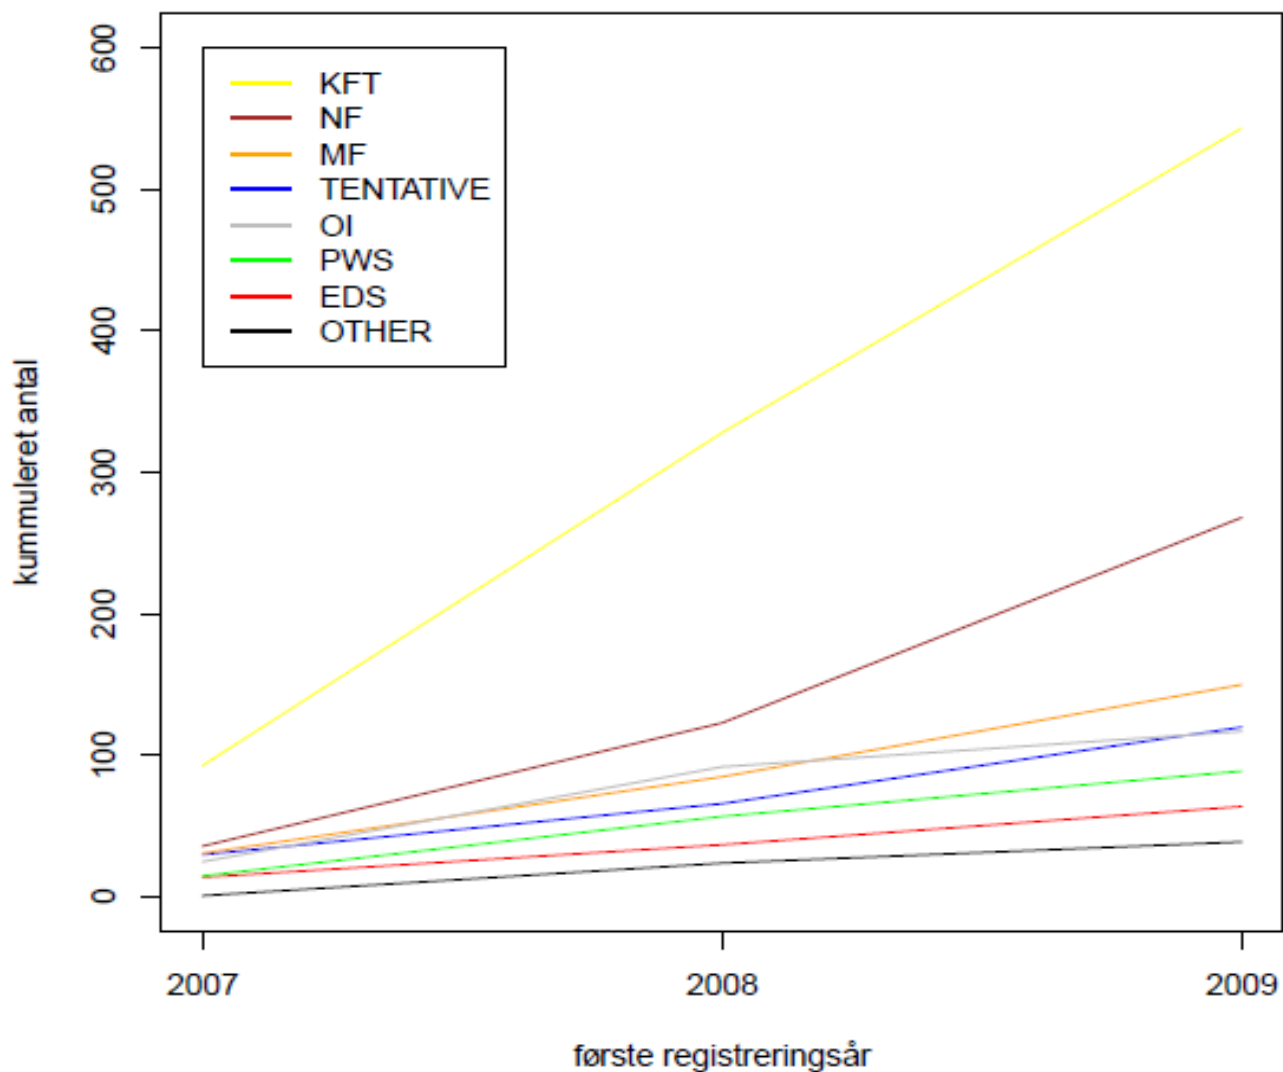 kummuleret antal
600
500
400
300
200
100
0
KFT
NF
MF
TENTATIVE
OI
PWS
EDS
OTHER
2007
2008
2009
første registreringsår